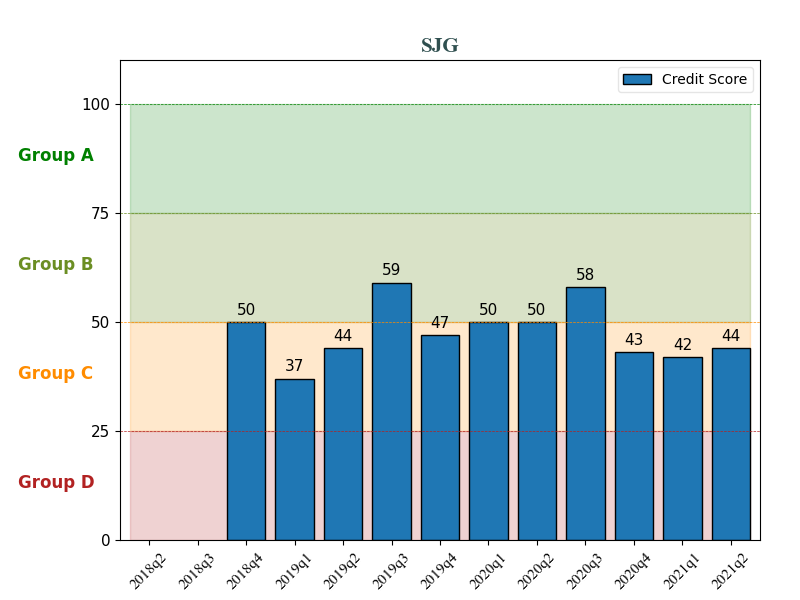 SJG
Credit Score
100
75
50
25
0
Group A
Group B
Group C
Group D
50
37
44
59
47
50
50
58
43
42
44
2018q2
2018q3
2018q4
2019q1
2019q2
2019q3
2019q4
2020q1
2020q2
2020q3
2020q4
2021q1
2021q2